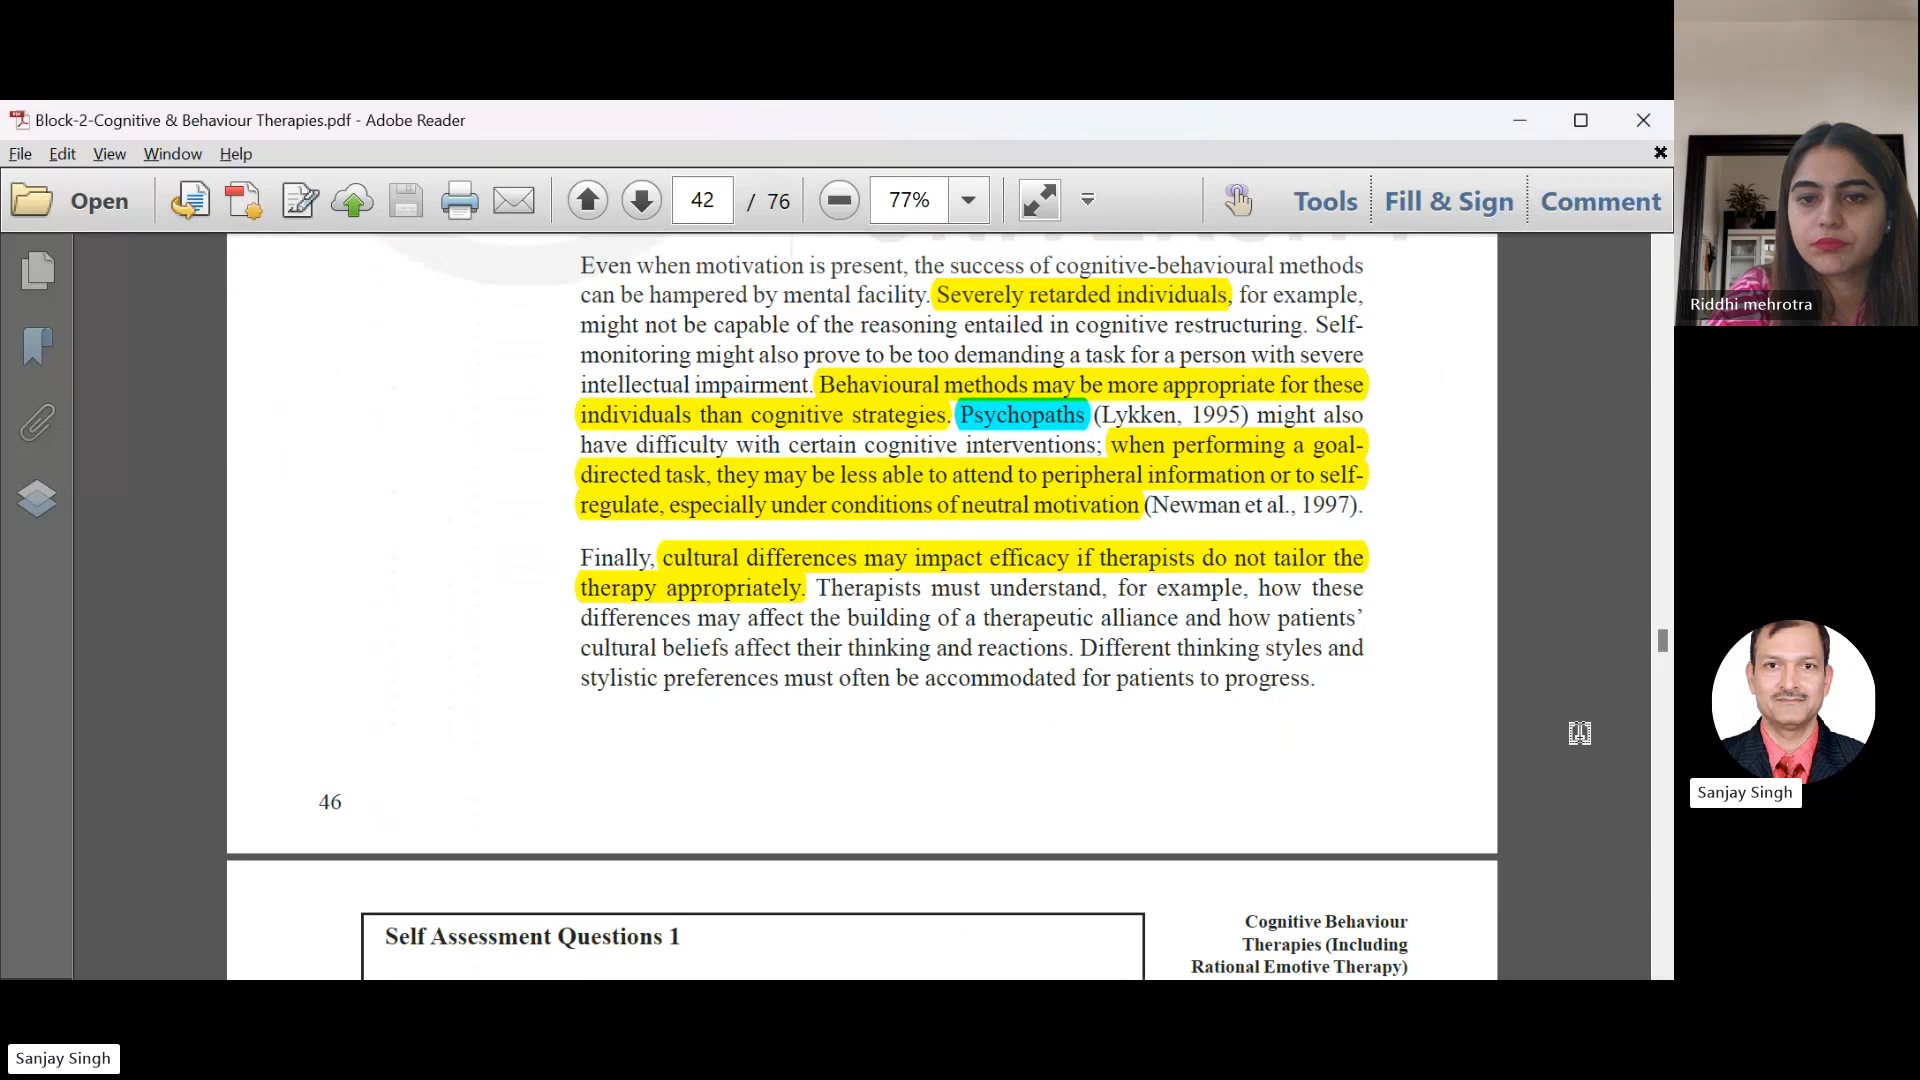 Block-2-Cognitive & Behaviour Therapies.pdf - Adobe Reader
File Edit View Window Help
Open 42 / 76 77% Tools Fill & Sign Comment
Even when motivation is present, the success of cognitive-behavioural methods
can be hampered by mental facility. Severely retarded individuals, for example,
might not be capable of the reasoning entailed in cognitive restructuring. Self-
monitoring might also prove to be too demanding a task for a person with severe
intellectual impairment. Behavioural methods may be more appropriate for these
individuals than cognitive strategies. Psychopaths (Lykken, 1995) might also
have difficulty with certain cognitive interventions; when performing a goal-
directed task, they may be less able to attend to peripheral information or to self-
regulate, especially under conditions of neutral motivation (Newman et al., 1997).
Finally, cultural differences may impact efficacy if therapists do not tailor the
therapy appropriately. Therapists must understand, for example, how these
differences may affect the building of a therapeutic alliance and how patients’
cultural beliefs affect their thinking and reactions. Different thinking styles and
stylistic preferences must often be accommodated for patients to progress.
46
Self Assessment Questions 1
Cognitive Behaviour
Therapies (Including
Rational Emotive Therapy)
Riddhi mehrotra
Sanjay Singh
Sanjay Singh